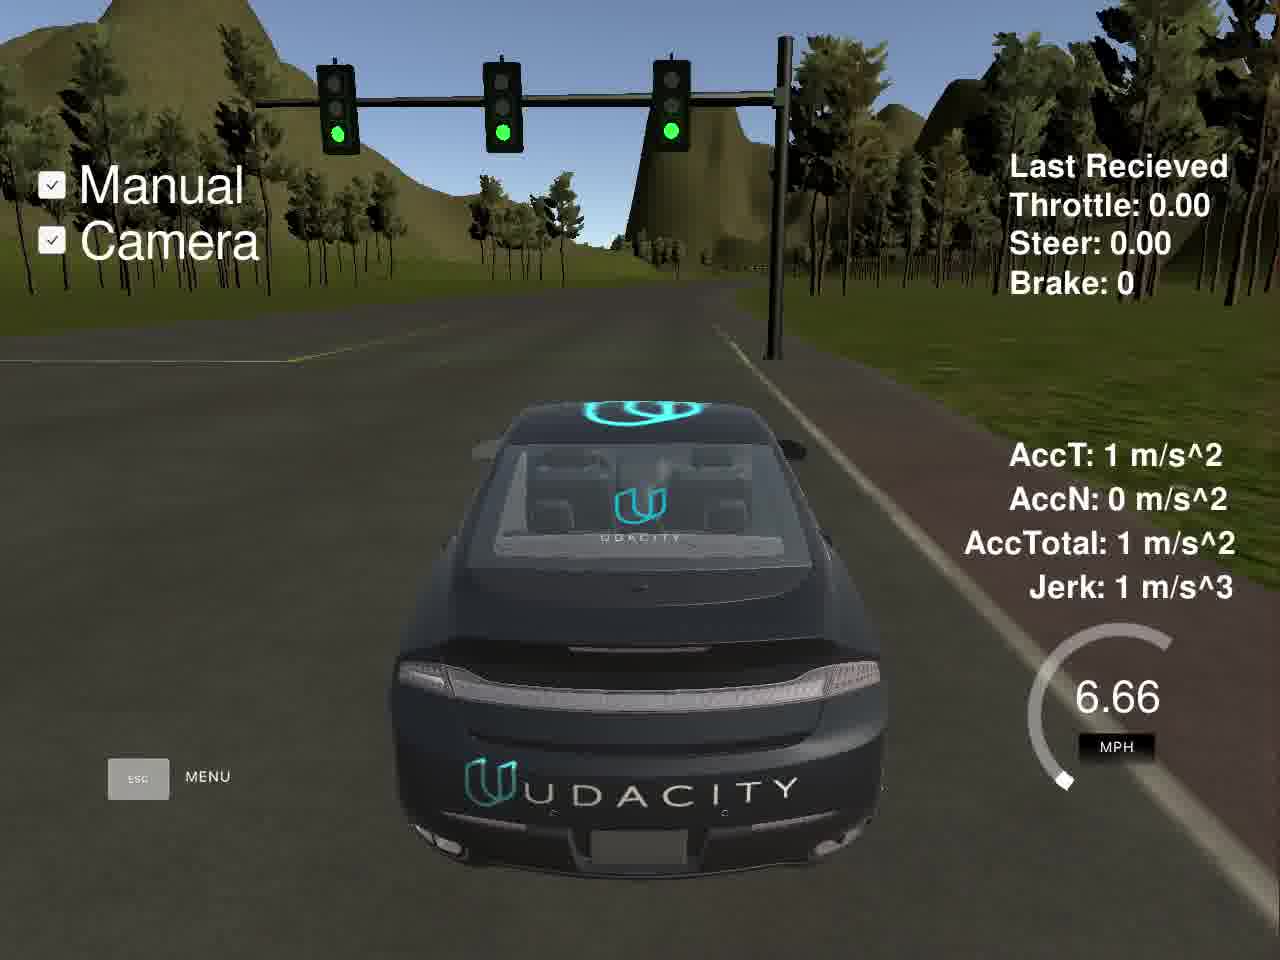 Manual
Camera
Last Recieved
Throttle: 0.00
Steer: 0.00
Brake: 0
AccT: 1 m/s^2
AccN: 0 m/s^2
AccTotal: 1 m/s^2
Jerk: 1 m/s^3
UDACITY
6.66
MPH
ESC
MENU
UDACITY